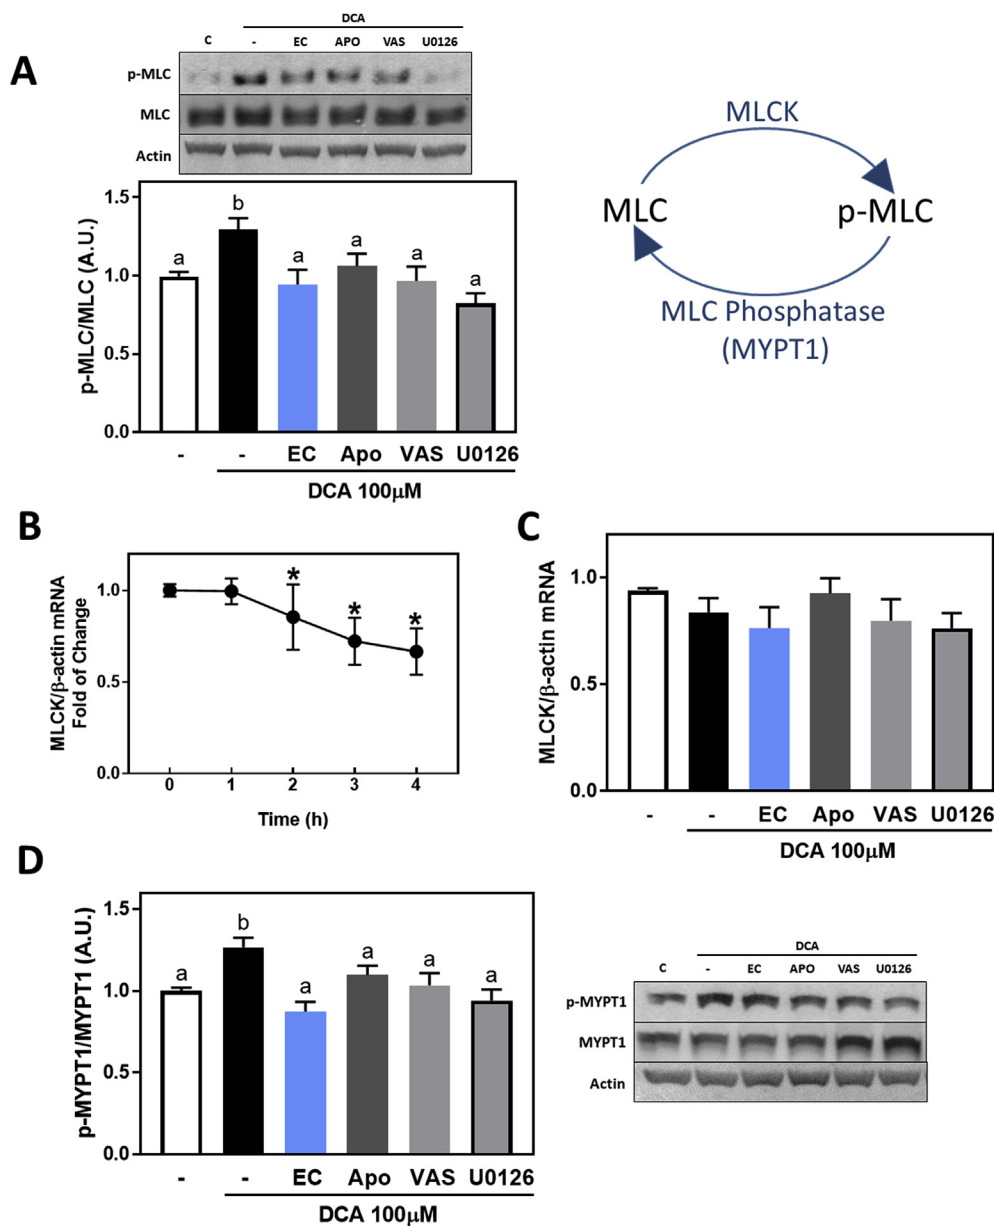 A
DCA
C - EC APO VAS U0126
p-MLC
MLC
Actin
p-MLC/MLC (A.U.)
1.5
1.0
0.5
0.0
a b a a a a
- - EC Apo VAS U0126
DCA 100μM
MLCK
MLC p-MLC
MLC Phosphatase
(MYPT1)
B
MLCK/β-actin mRNA
Fold of Change
1.0
0.5
0.0
* * *
0 1 2 3 4
Time (h)
C
MLCK/β-actin mRNA
1.0
0.5
0.0
- - EC Apo VAS U0126
DCA 100μM
D
p-MYPT1/MYPT1 (A.U.)
1.5
1.0
0.5
0.0
a b a a a a
- - EC Apo VAS U0126
DCA 100μM
DCA
C - EC APO VAS U0126
p-MYPT1
MYPT1
Actin